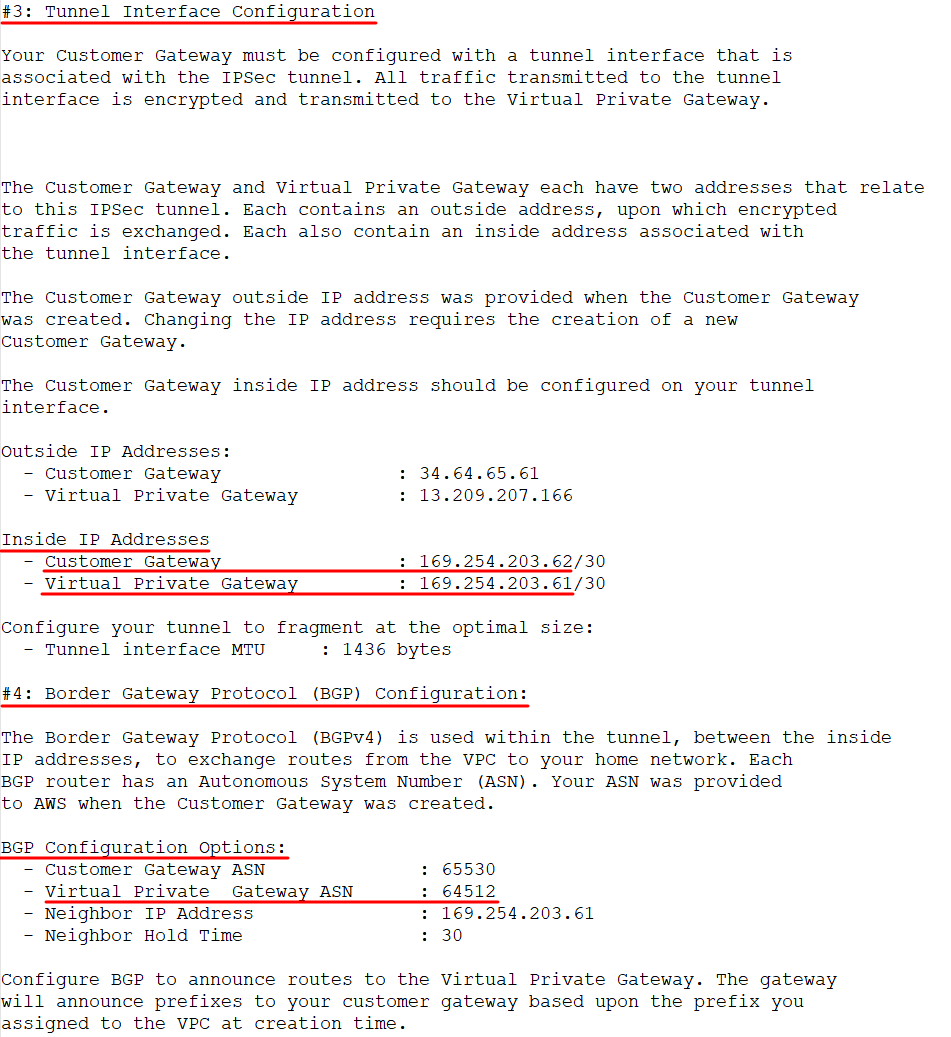 #3: Tunnel Interface Configuration
Your Customer Gateway must be configured with a tunnel interface that is
associated with the IPSec tunnel. All traffic transmitted to the tunnel
interface is encrypted and transmitted to the Virtual Private Gateway.
The Customer Gateway and Virtual Private Gateway each have two addresses that relate
to this IPSec tunnel. Each contains an outside address, upon which encrypted
traffic is exchanged. Each also contain an inside address associated with
the tunnel interface.
The Customer Gateway outside IP address was provided when the Customer Gateway
was created. Changing the IP address requires the creation of a new
Customer Gateway.
The Customer Gateway inside IP address should be configured on your tunnel
interface.
Outside IP Addresses:
  - Customer Gateway                : 34.64.65.61
  - Virtual Private Gateway         : 13.209.207.166
Inside IP Addresses
  - Customer Gateway                : 169.254.203.62/30
  - Virtual Private Gateway         : 169.254.203.61/30
Configure your tunnel to fragment at the optimal size:
  - Tunnel interface MTU     : 1436 bytes
#4: Border Gateway Protocol (BGP) Configuration:
The Border Gateway Protocol (BGPv4) is used within the tunnel, between the inside
IP addresses, to exchange routes from the VPC to your home network. Each
BGP router has an Autonomous System Number (ASN). Your ASN was provided
to AWS when the Customer Gateway was created.
BGP Configuration Options:
  - Customer Gateway ASN              : 65530
  - Virtual Private  Gateway ASN      : 64512
  - Neighbor IP Address               : 169.254.203.61
  - Neighbor Hold Time                : 30
Configure BGP to announce routes to the Virtual Private Gateway. The gateway
will announce prefixes to your customer gateway based upon the prefix you
assigned to the VPC at creation time.